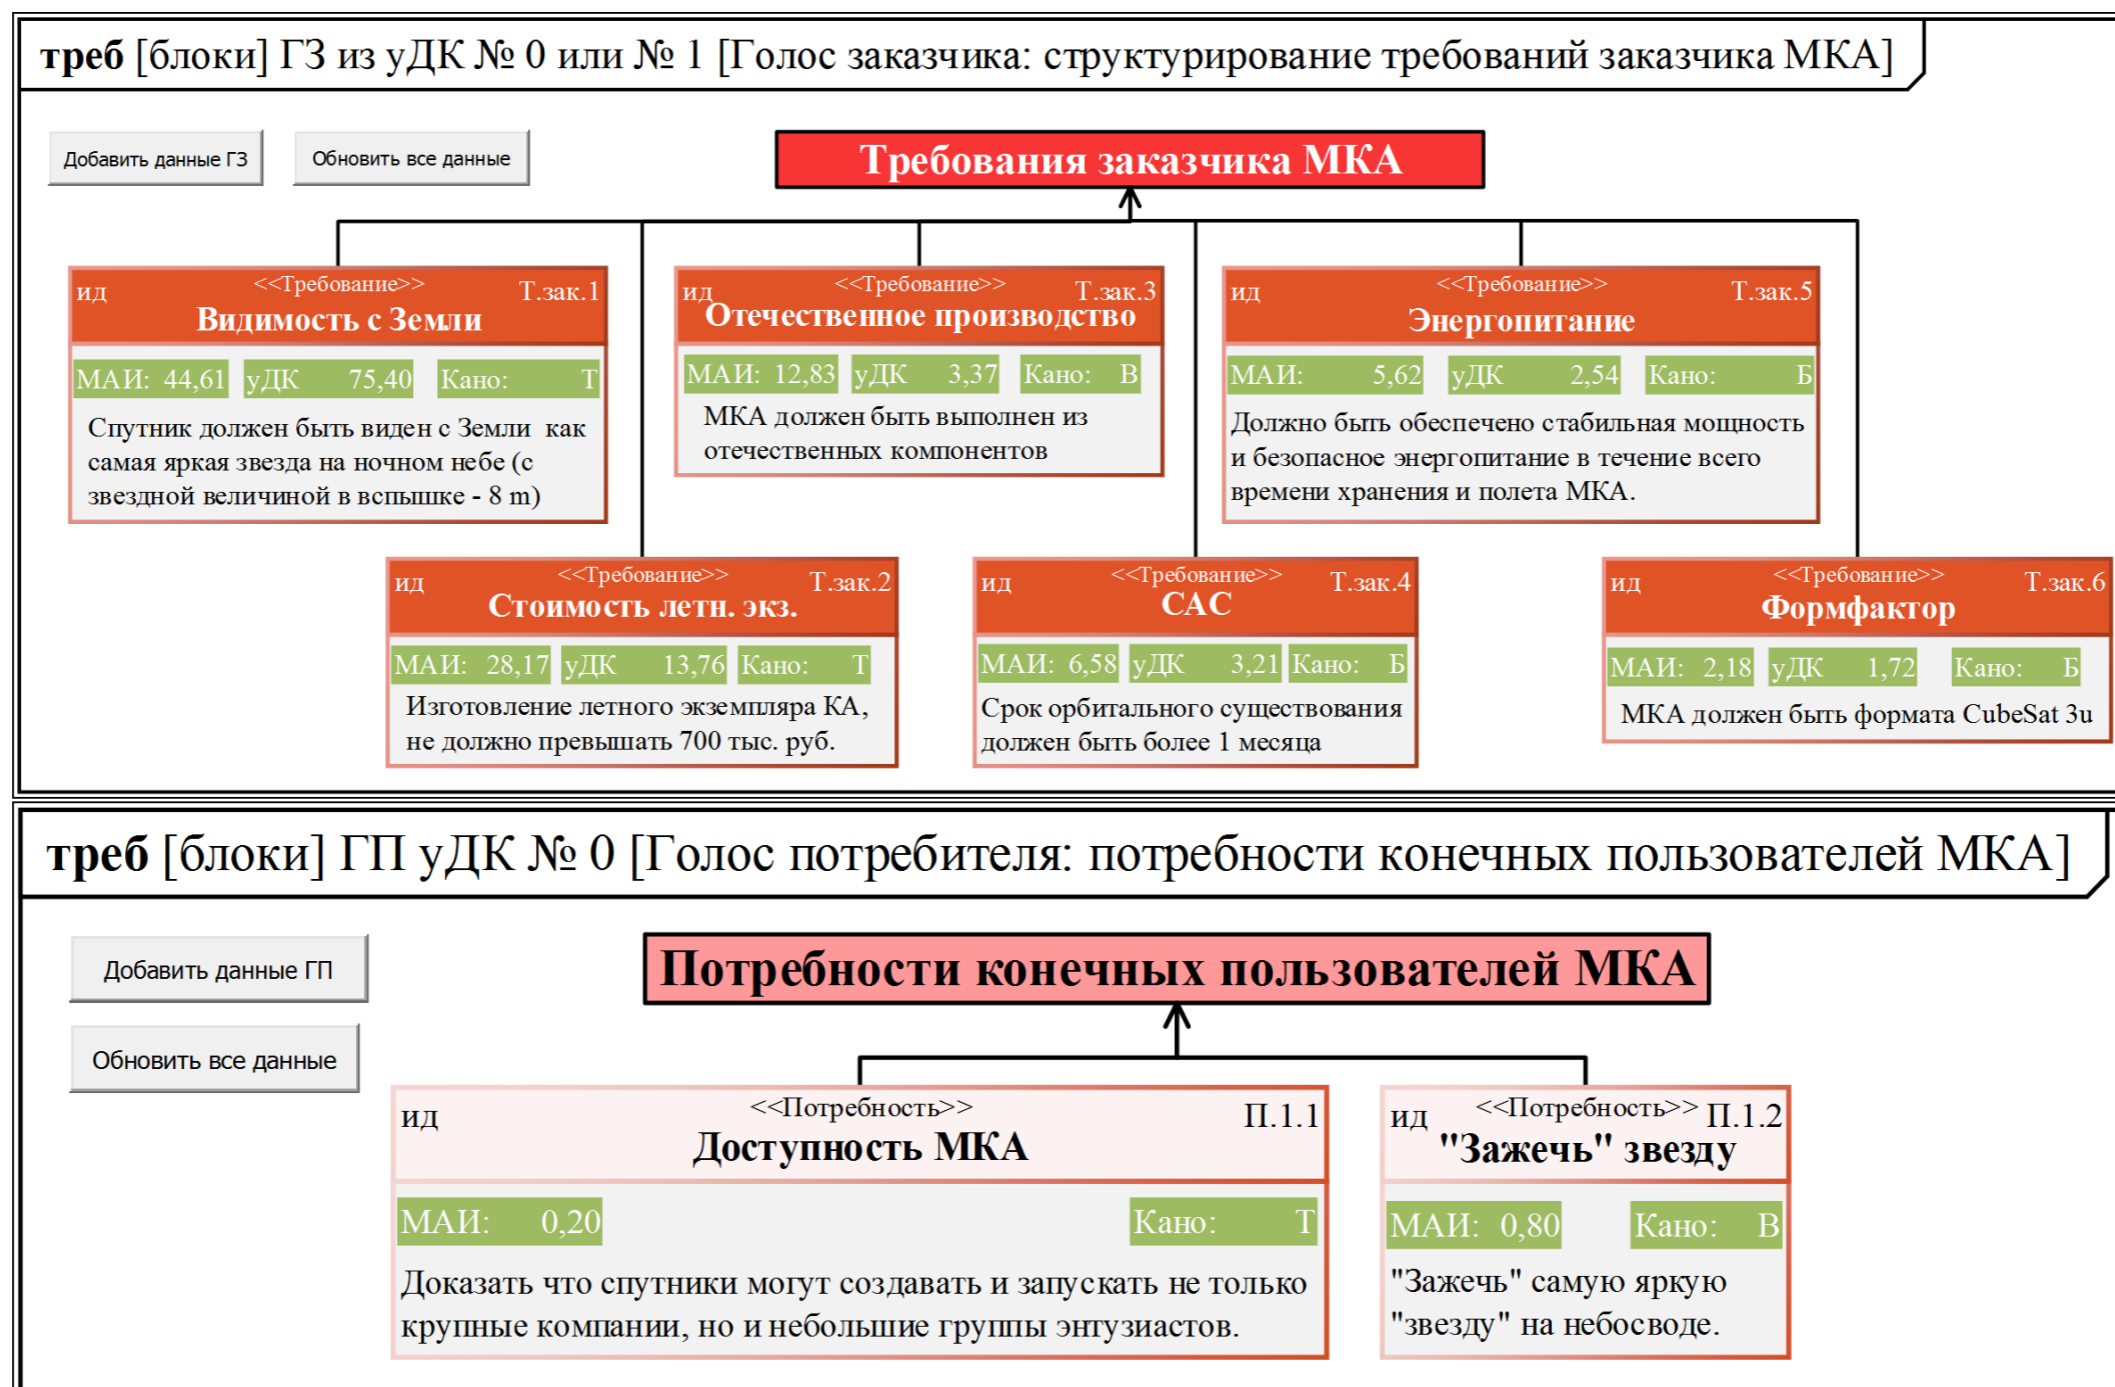 треб [блоки] ГЗ из уДК № 0 или № 1 [Голос заказчика: структурирование требований заказчика МКА]
Добавить данные ГЗ
Обновить все данные
Требования заказчика МКА
ид
<<Требование>>
Т.зак.1
Видимость с Земли
МАИ: 44,61
уДК 75,40
Кано: Т
Спутник должен быть виден с Земли как
самая яркая звезда на ночном небе (с
звездной величиной в вспышке - 8 m)
ид
<<Требование>>
Т.зак.3
Отечественное производство
МАИ: 12,83
уДК 3,37
Кано: В
МКА должен быть выполнен из
отечественных компонентов
ид
<<Требование>>
Т.зак.5
Энергопитание
МАИ: 5,62
уДК 2,54
Кано: Б
Должно быть обеспечено стабильная мощность
и безопасное энергопитание в течение всего
времени хранения и полета МКА.
ид
<<Требование>>
Т.зак.2
Стоимость летн. экз.
МАИ: 28,17
уДК 13,76
Кано: Т
Изготовление летного экземпляра КА,
не должно превышать 700 тыс. руб.
ид
<<Требование>>
Т.зак.4
САС
МАИ: 6,58
уДК 3,21
Кано: Б
Срок орбитального существования
должен быть более 1 месяца
ид
<<Требование>>
Т.зак.6
Формфактор
МАИ: 2,18
уДК 1,72
Кано: Б
МКА должен быть формата CubeSat 3u
треб [блоки] ГП уДК № 0 [Голос потребителя: потребности конечных пользователей МКА]
Добавить данные ГП
Обновить все данные
Потребности конечных пользователей МКА
ид
<<Потребность>>
П.1.1
Доступность МКА
МАИ: 0,20
Кано: Т
Доказать что спутники могут создавать и запускать не только
крупные компании, но и небольшие группы энтузиастов.
ид
<<Потребность>>
П.1.2
"Зажечь" звезду
МАИ: 0,80
Кано: В
"Зажечь" самую яркую
"звезду" на небосводе.